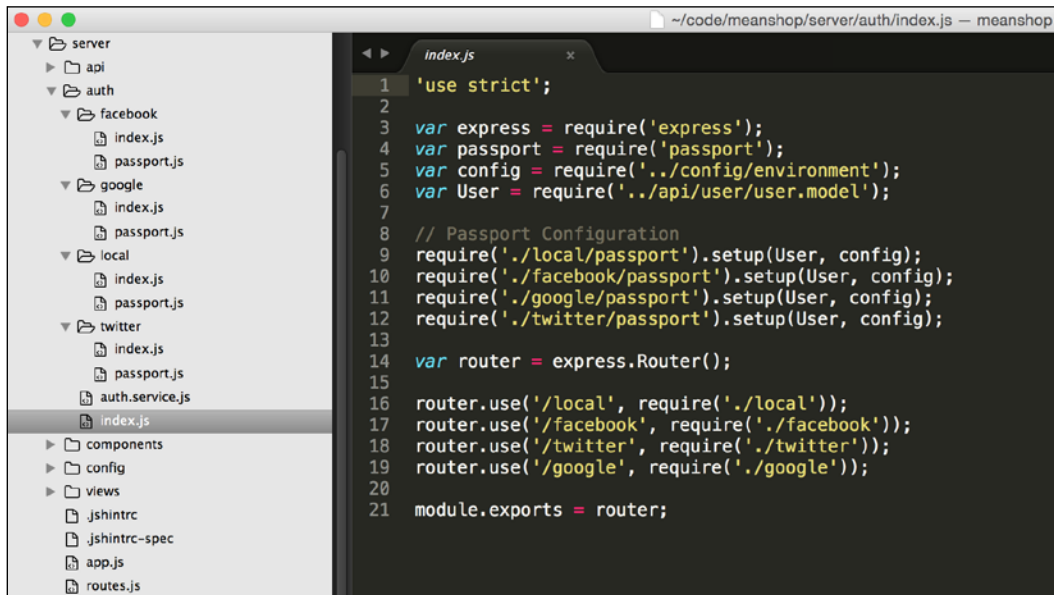 ~/code/meanshop/server/auth/index.js — meanshop
server
api
auth
facebook
index.js
passport.js
google
index.js
passport.js
local
index.js
passport.js
twitter
index.js
passport.js
auth.service.js
index.js
components
config
views
.jshintrc
.jshintrc-spec
app.js
routes.js
index.js ×
1 'use strict';
2
3 var express = require('express');
4 var passport = require('passport');
5 var config = require('../config/environment');
6 var User = require('../api/user/user.model');
7
8 // Passport Configuration
9 require('./local/passport').setup(User, config);
10 require('./facebook/passport').setup(User, config);
11 require('./google/passport').setup(User, config);
12 require('./twitter/passport').setup(User, config);
13
14 var router = express.Router();
15
16 router.use('/local', require('./local'));
17 router.use('/facebook', require('./facebook'));
18 router.use('/twitter', require('./twitter'));
19 router.use('/google', require('./google'));
20
21 module.exports = router;